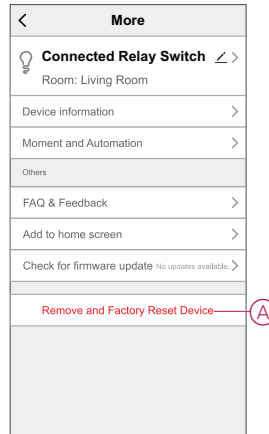 More
Connected Relay Switch
Room: Living Room
Device information
Moment and Automation
Others
FAQ & Feedback
Add to home screen
Check for firmware update No updates available.
Remove and Factory Reset Device
A